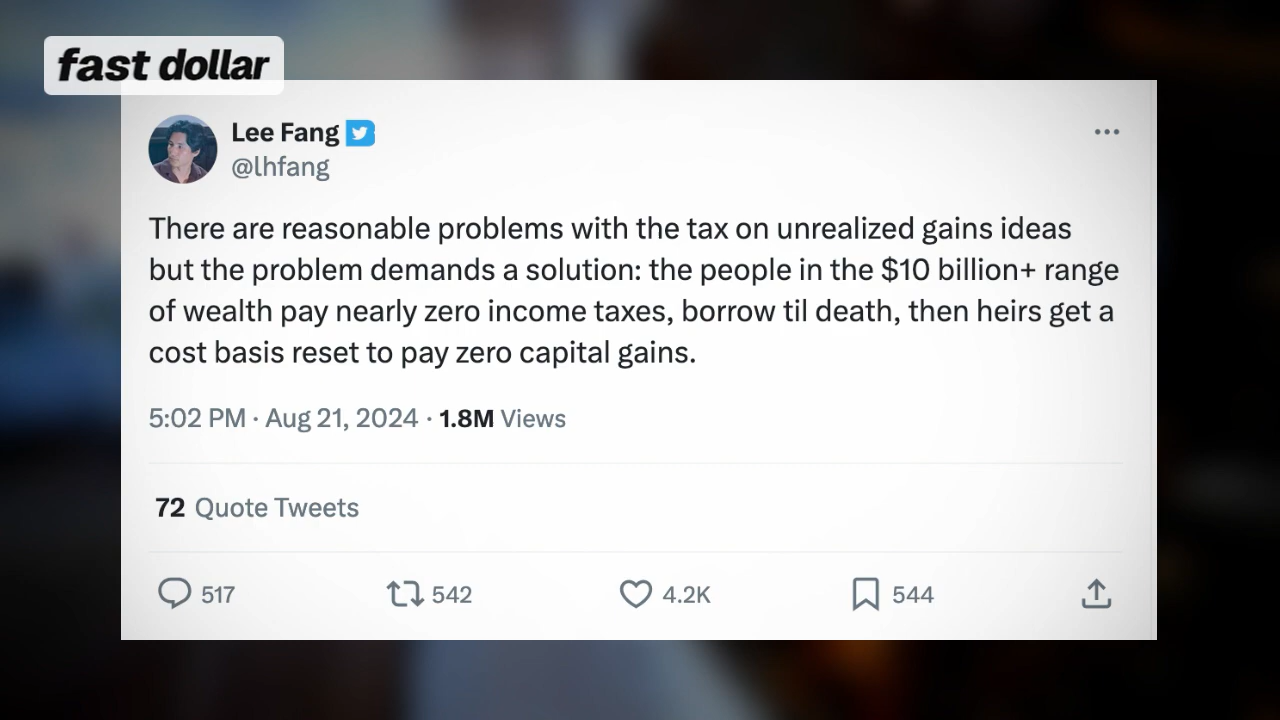 fast dollar
Lee Fang
@lhfang
There are reasonable problems with the tax on unrealized gains ideas
but the problem demands a solution: the people in the $10 billion+ range
of wealth pay nearly zero income taxes, borrow til death, then heirs get a
cost basis reset to pay zero capital gains.
5:02 PM · Aug 21, 2024 · 1.8M Views
72 Quote Tweets
517 542 4.2K 544